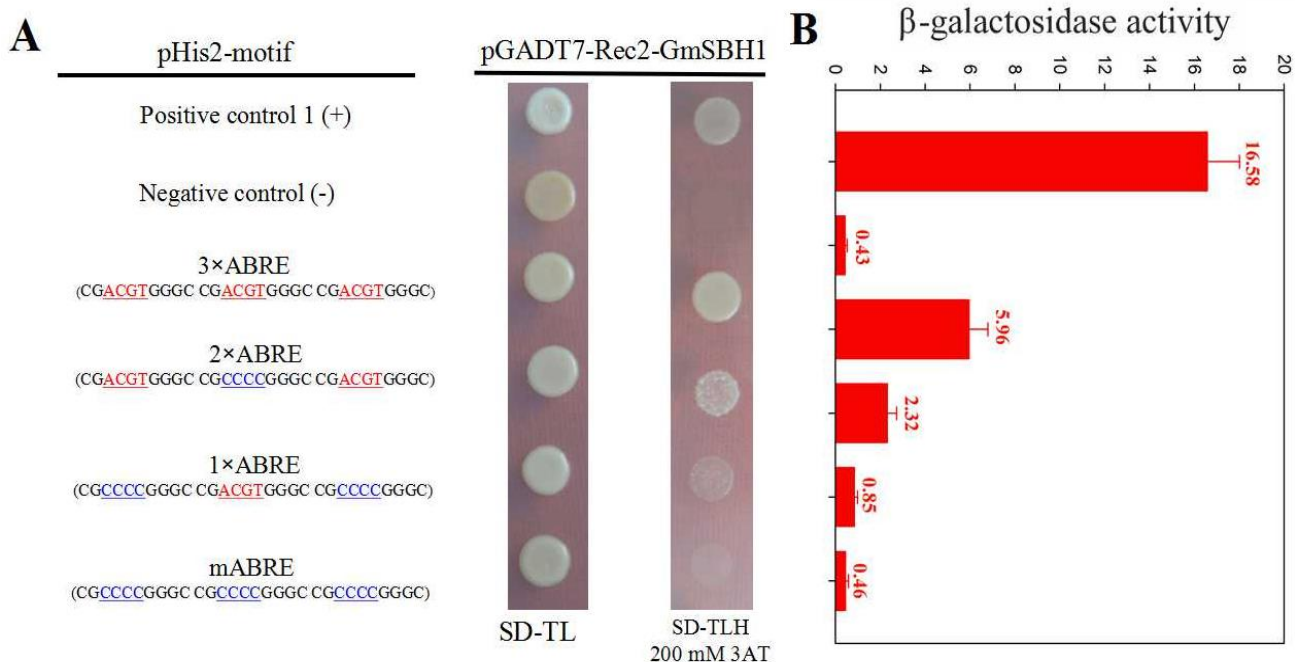 A
pHis2-motif
pGADT7-Rec2-GmSBH1
Positive control 1 (+)
Negative control (-)
3×ABRE
(CGACGTGGGC CGACGTGGGC CGACGTGGGC)
2×ABRE
(CGACGTGGGC CGCCCCGGGC CGACGTGGGC)
1×ABRE
(CGCCCCGGGC CGACGTGGGC CGCCCCGGGC)
mABRE
(CGCCCCGGGC CGCCCCGGGC CGCCCCGGGC)
SD-TL
SD-TLH
200 mM 3AT
B
β-galactosidase activity
0 2 4 6 8 10 12 14 16 18 20
16.58
0.43
5.96
2.32
0.85
0.46